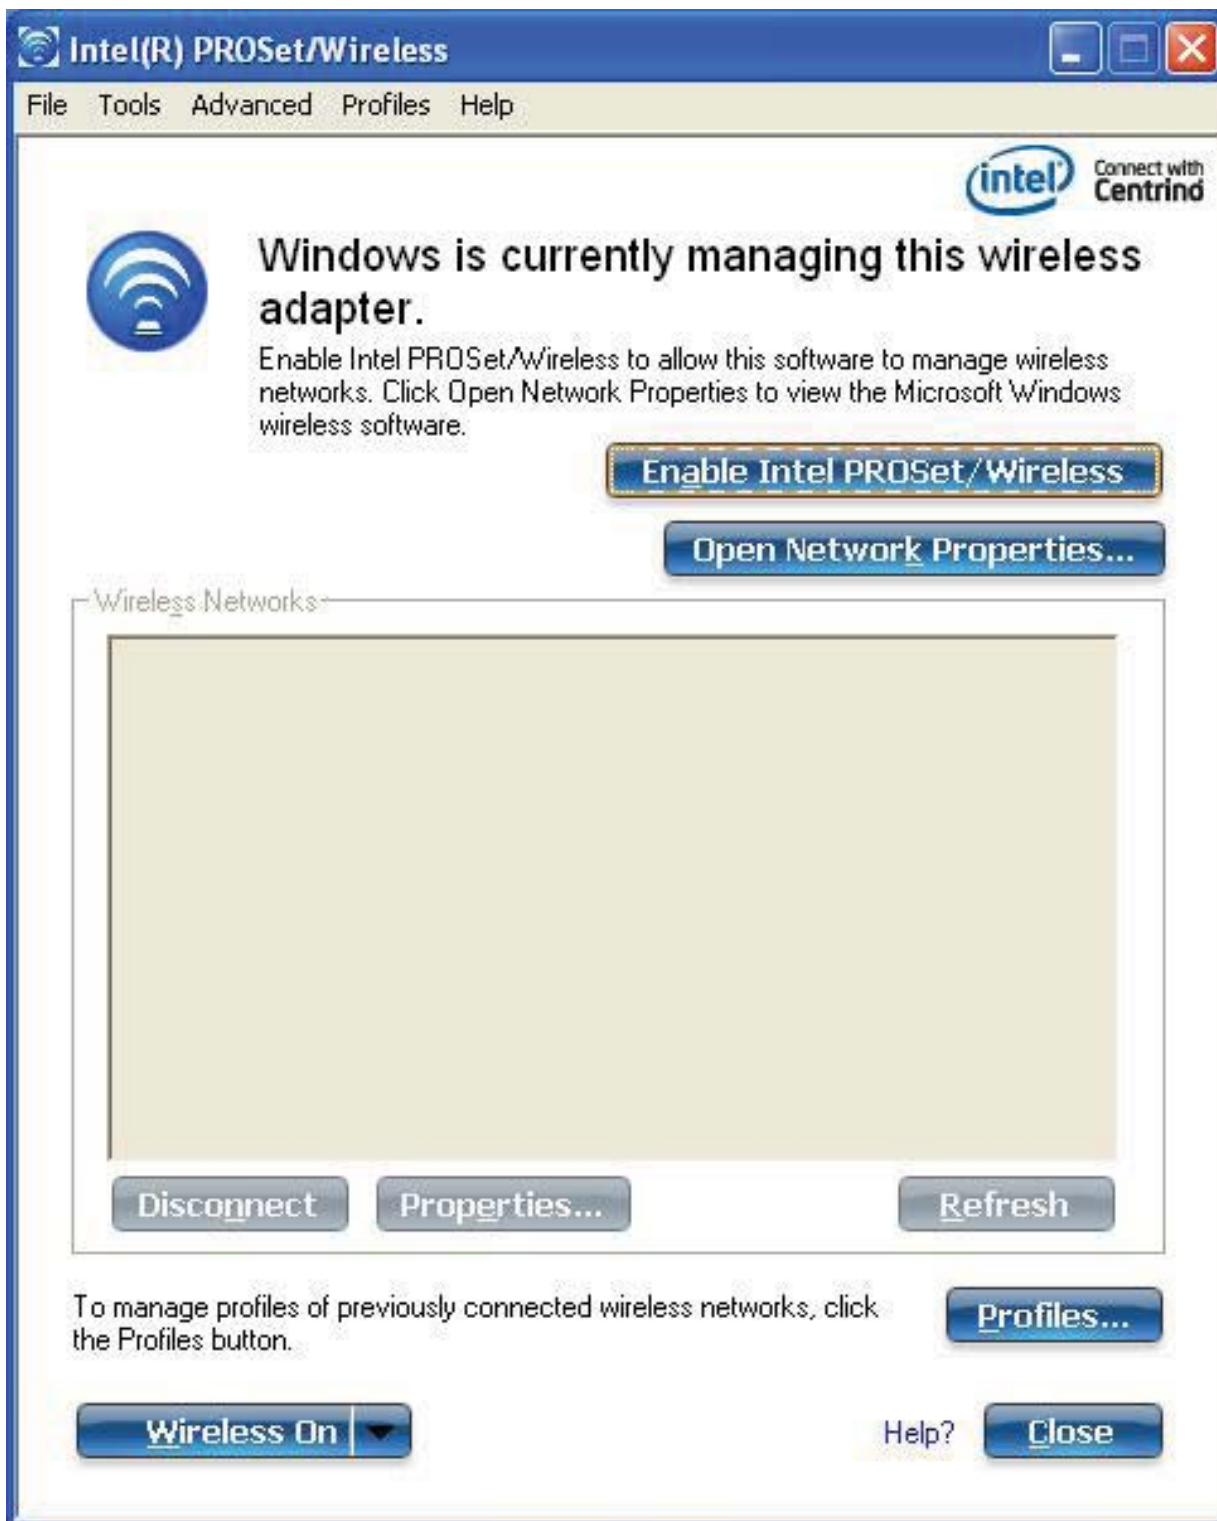 Intel(R) PROSet/Wireless
File Tools Advanced Profiles Help
intel
Connect with
Centrino
Windows is currently managing this wireless
adapter.
Enable Intel PROSet/Wireless to allow this software to manage wireless
networks. Click Open Network Properties to view the Microsoft Windows
wireless software.
Enable Intel PROSet/Wireless
Open Network Properties...
Wireless Networks
Disconnect Properties... Refresh
To manage profiles of previously connected wireless networks, click
the Profiles button.
Profiles...
Wireless On Help? Close